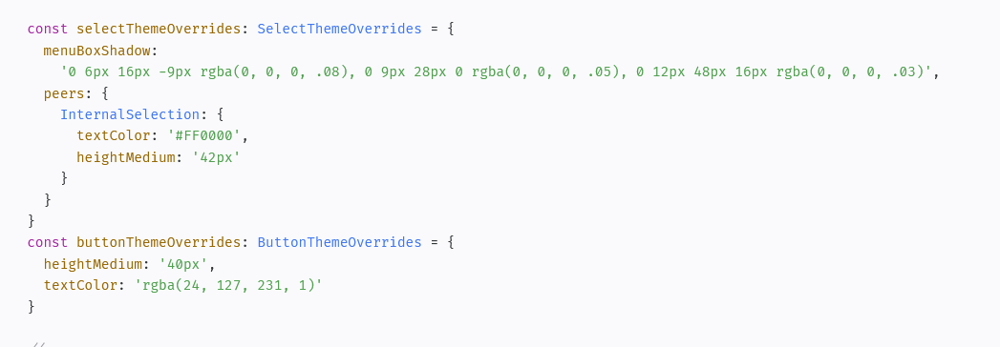 const selectThemeOverrides: SelectThemeOverrides = {
  menuBoxShadow:
    '0 6px 16px -9px rgba(0, 0, 0, .08), 0 9px 28px 0 rgba(0, 0, 0, .05), 0 12px 48px 16px rgba(0, 0, 0, .03)',
  peers: {
    InternalSelection: {
      textColor: '#FF0000',
      heightMedium: '42px'
    }
  }
}
const buttonThemeOverrides: ButtonThemeOverrides = {
  heightMedium: '40px',
  textColor: 'rgba(24, 127, 231, 1)'
}
//